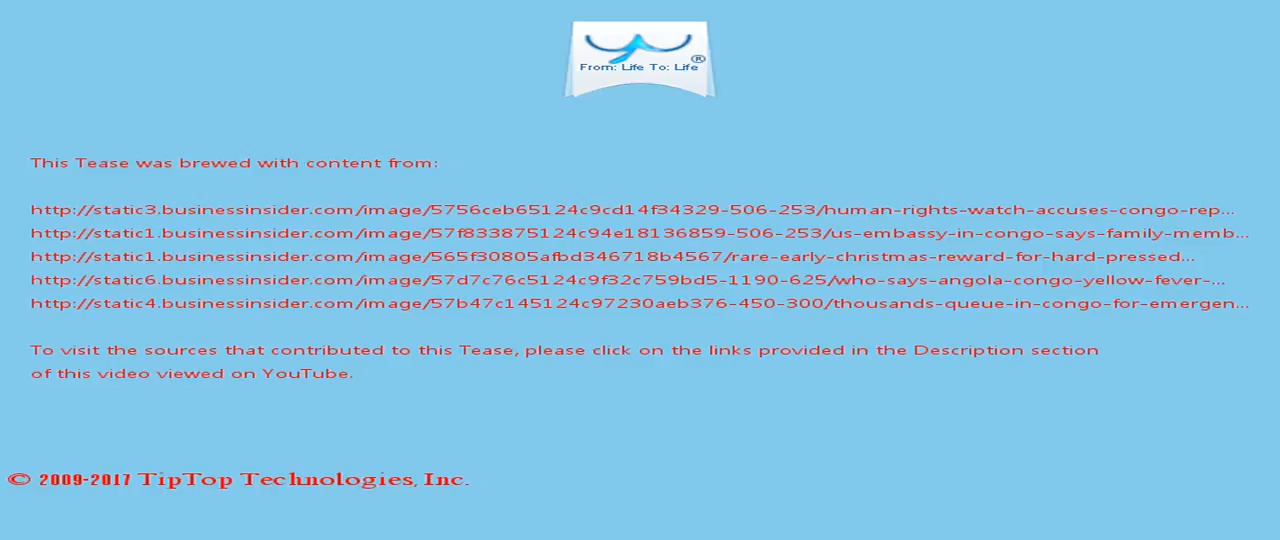 From: Life To: Life®
This Tease was brewed with content from:
http://static3.businessinsider.com/image/5756ceb65124c9cd14f34329-506-253/human-rights-watch-accuses-congo-rep...
http://static1.businessinsider.com/image/57f833875124c94e18136859-506-253/us-embassy-in-congo-says-family-memb...
http://static1.businessinsider.com/image/565f30805afbd346718b4567/rare-early-christmas-reward-for-hard-pressed...
http://static6.businessinsider.com/image/57d7c76c5124c9f32c759bd5-1190-625/who-says-angola-congo-yellow-fever-...
http://static4.businessinsider.com/image/57b47c145124c97230aeb376-450-300/thousands-queue-in-congo-for-emergen...
To visit the sources that contributed to this Tease, please click on the links provided in the Description section
of this video viewed on YouTube.
© 2009-2017 TipTop Technologies, Inc.